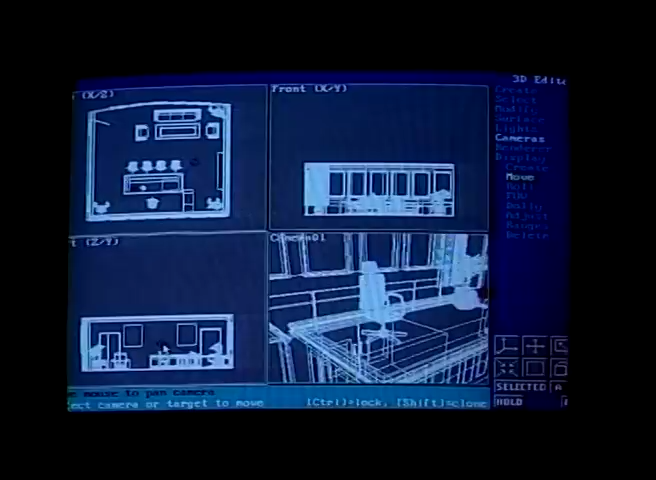 (X/Z)
Front (X/Y)
3D Edit
Create
Select
Modify
Surface
Lights
Cameras
Renderer
Display
Create
Move
Roll
FOV
Dolly
Adjust
Ranges
Delete
t (Z/Y)
Camera01
e mouse to pan camera
ect camera or target to move [Ctrl]=lock, [Shift]=clone
SELECTED A
HOLD